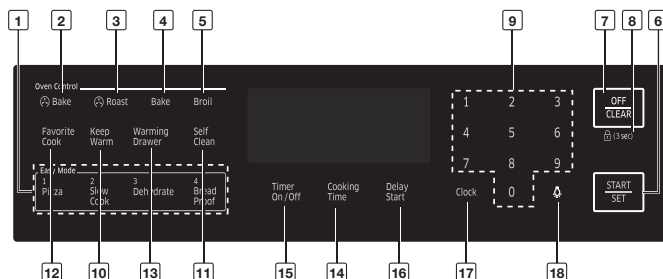 1 2 3 4 5 9 7 8 6
Oven Control
Bake Roast Bake Broil
Favorite Cook
Keep Warm
Warming Drawer
Self Clean
Easy Mode
1 Pizza
2 Slow Cook
3 Dehydrate
4 Bread Proof
Timer On/Off
Cooking Time
Delay Start
1 2 3
4 5 6
7 8 9
Clock 0
OFF
CLEAR
(3 sec)
START
SET
12 10 13 11 15 14 16 17 18